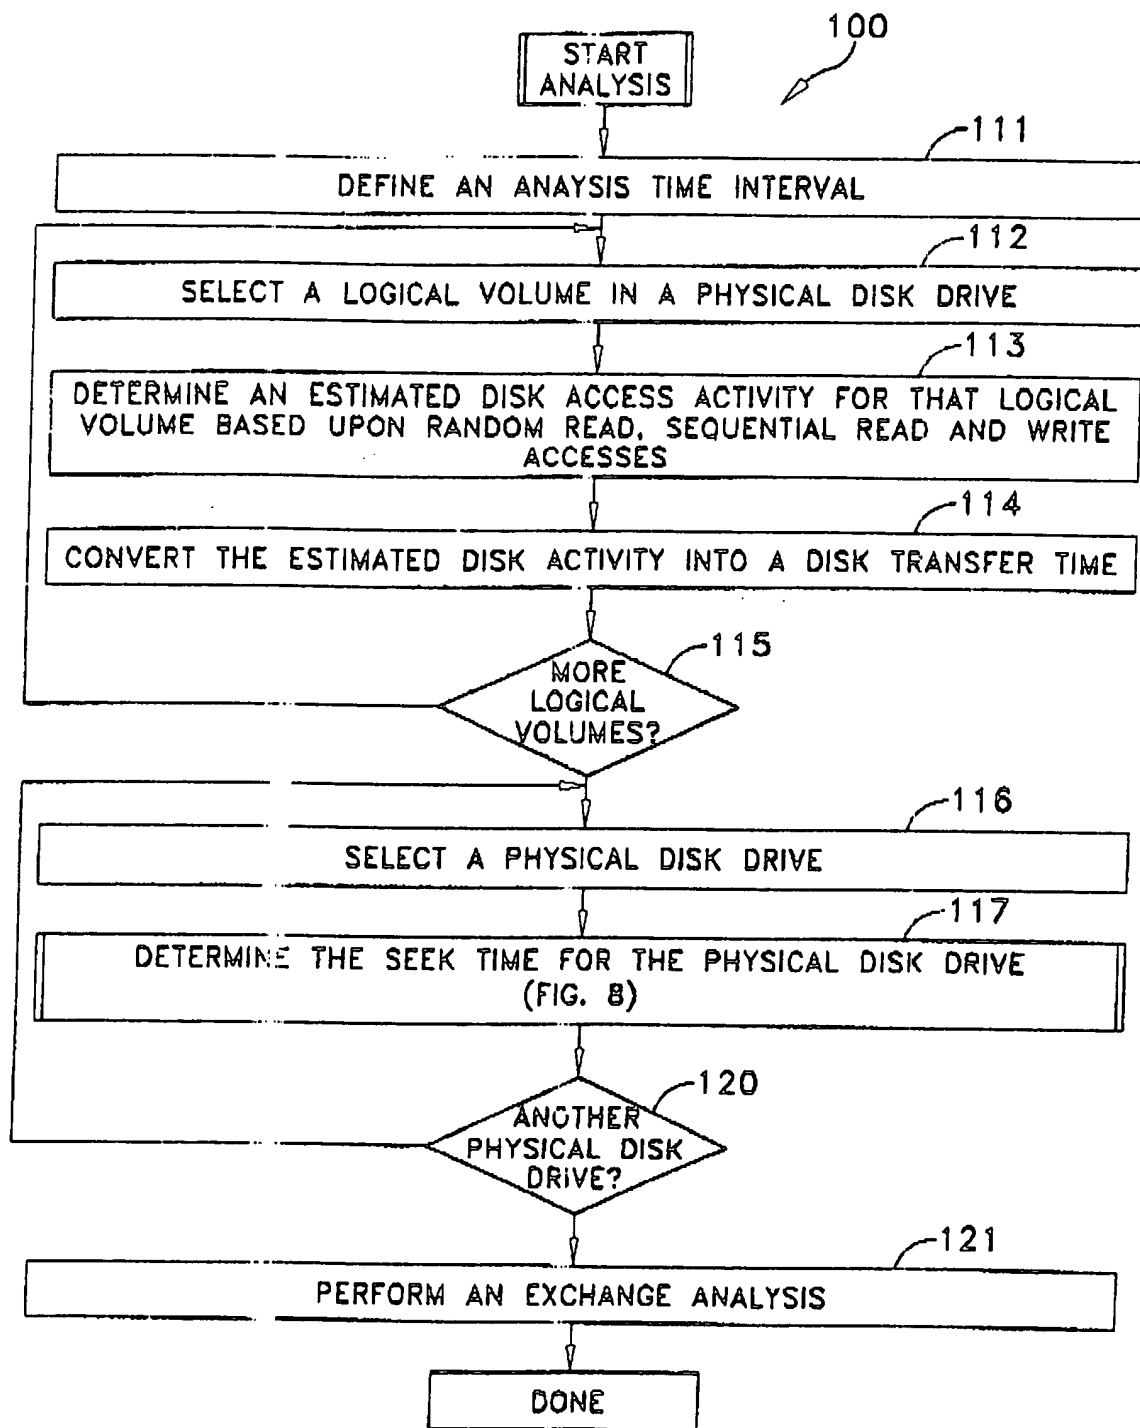 100
START
ANALYSIS
111
DEFINE AN ANAYSIS TIME INTERVAL
112
SELECT A LOGICAL VOLUME IN A PHYSICAL DISK DRIVE
113
DETERMINE AN ESTIMATED DISK ACCESS ACTIVITY FOR THAT LOGICAL
VOLUME BASED UPON RANDOM READ, SEQUENTIAL READ AND WRITE
ACCESSES
114
CONVERT THE ESTIMATED DISK ACTIVITY INTO A DISK TRANSFER TIME
115
MORE
LOGICAL
VOLUMES?
116
SELECT A PHYSICAL DISK DRIVE
117
DETERMINE THE SEEK TIME FOR THE PHYSICAL DISK DRIVE
(FIG. 8)
120
ANOTHER
PHYSICAL DISK
DRIVE?
121
PERFORM AN EXCHANGE ANALYSIS
DONE